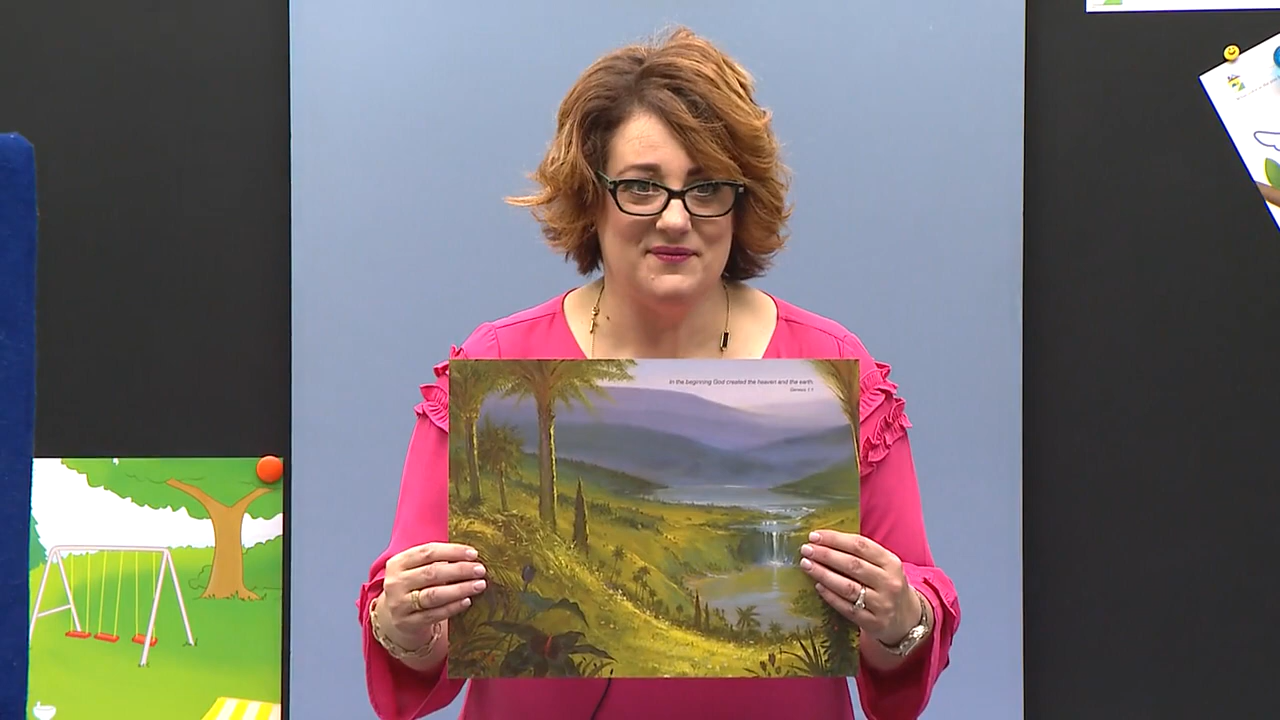 In the beginning God created the heaven and the earth.
Genesis 1:1